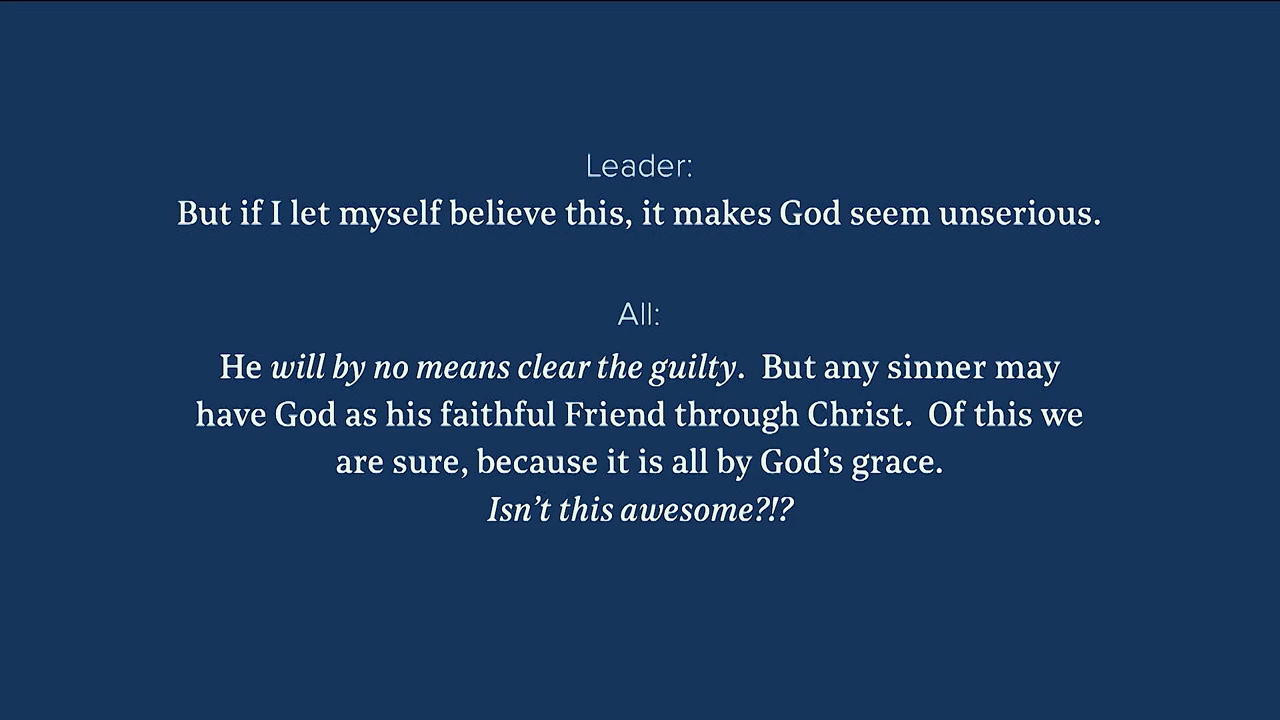 Leader:
But if I let myself believe this, it makes God seem unserious.
All:
He will by no means clear the guilty.  But any sinner may
have God as his faithful Friend through Christ.  Of this we
are sure, because it is all by God’s grace.
Isn’t this awesome?!?